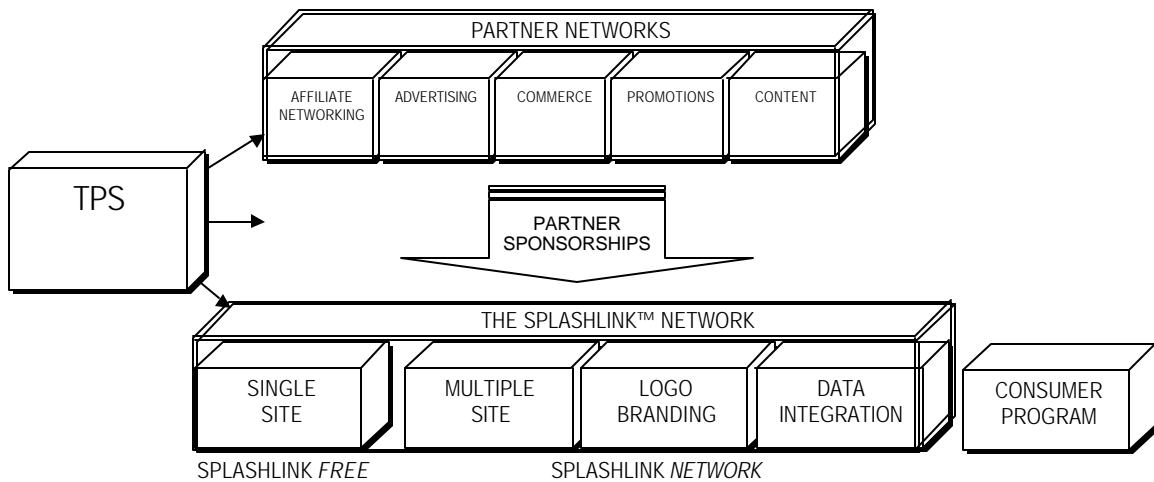 PARTNER NETWORKS
AFFILIATE
NETWORKING
ADVERTISING
COMMERCE
PROMOTIONS
CONTENT
TPS
PARTNER
SPONSORSHIPS
THE SPLASHLINK™ NETWORK
SINGLE
SITE
MULTIPLE
SITE
LOGO
BRANDING
DATA
INTEGRATION
CONSUMER
PROGRAM
SPLASHLINK FREE
SPLASHLINK NETWORK